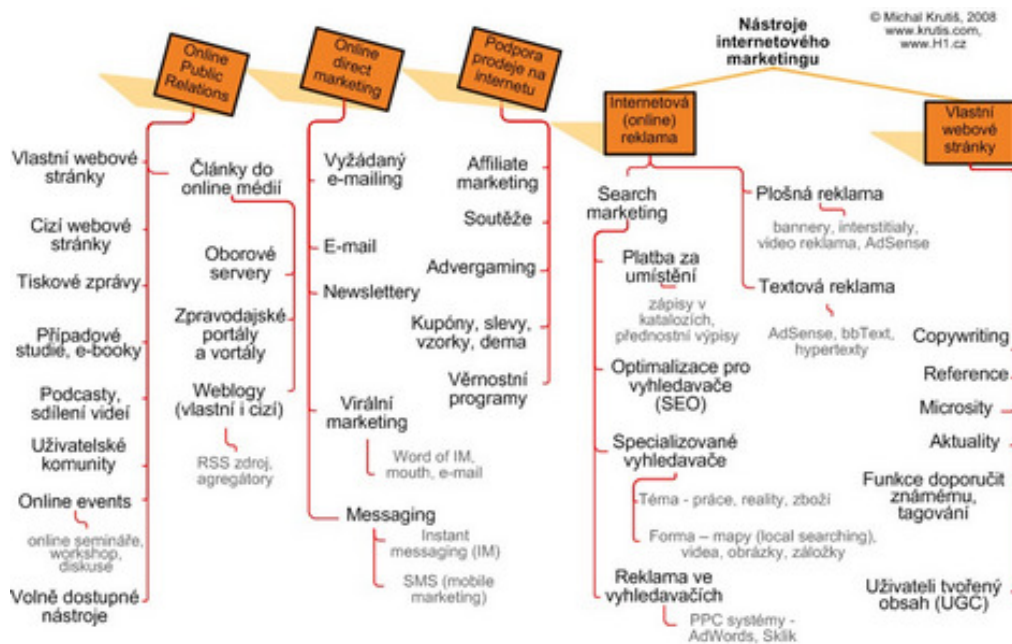 Nástroje
internetového
marketingu
© Michal Krutiš, 2008
www.krutis.com,
www.H1.cz
Online
Public
Relations
Vlastní webové
stránky
Cizí webové
stránky
Tiskové zprávy
Případové
studié, e-booky
Podcasty,
sdílení videí
Uživatelské
komunity
Online events
online semináře,
workshop,
diskuse
Volně dostupné
nástroje
Články do
online médií
Oborové
servery
Zpravodajské
portály
a vortály
Weblogy
(vlastní i cizí)
RSS zdroj,
agregátory
Online
direct
marketing
Vyžádaný
e-mailing
E-mail
Newslettery
Virální
marketing
Word of IM,
mouth, e-mail
Messaging
Instant
messaging (IM)
SMS (mobile
marketing)
Podpora
prodeje na
internetu
Affiliate
marketing
Soutěže
Advergaming
Kupóny, slevy,
vzorky, dema
Věrnostní
programy
Internetová
(online)
reklama
Search
marketing
Platba za
umístění
zápisy v
katalozích,
přednostní výpisy
Optimalizace pro
vyhledavače
(SEO)
Specializované
vyhledavače
Téma - práce, reality, zboží
Forma – mapy (local searching),
videa, obrázky, záložky
Reklama ve
vyhledavačích
PPC systémy -
AdWords, Sklik
Plošná reklama
bannery, interstitialy,
video reklama, AdSense
Textová reklama
AdSense, bbText,
hypertexty
Vlastní
webové
stránky
Copywriting
Reference
Microsity
Aktuality
Funkce doporučit
známému,
tagování
Uživateli tvořený
obsah (UGC)